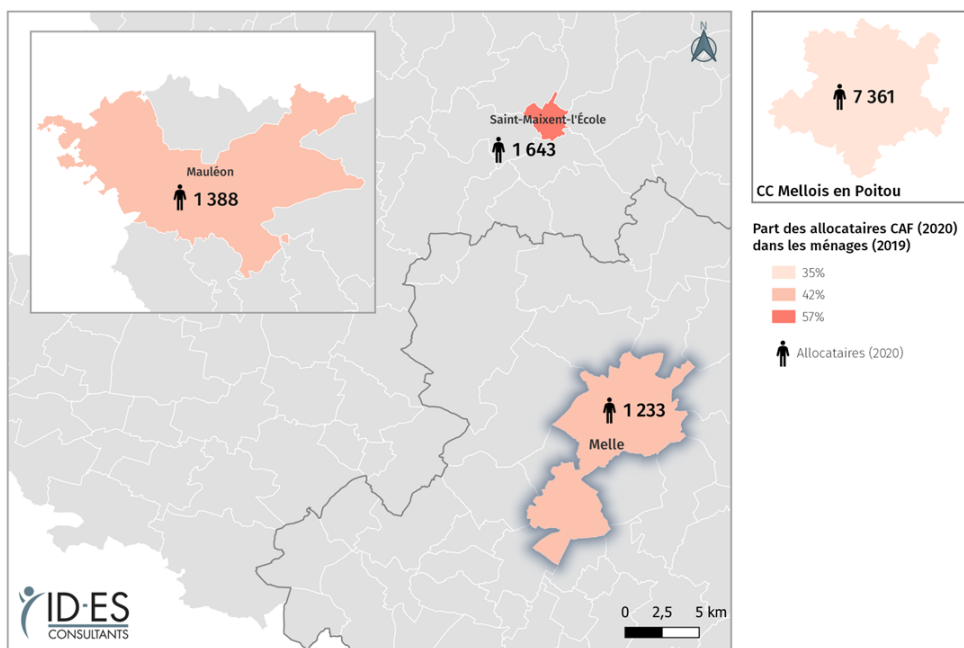 N
Saint-Maixent-l'École
1 643
Mauléon
1 388
7 361
CC Mellois en Poitou
Part des allocataires CAF (2020)
dans les ménages (2019)
35%
42%
57%
Allocataires (2020)
1 233
Melle
ID-ES
CONSULTANTS
0 2,5 5 km